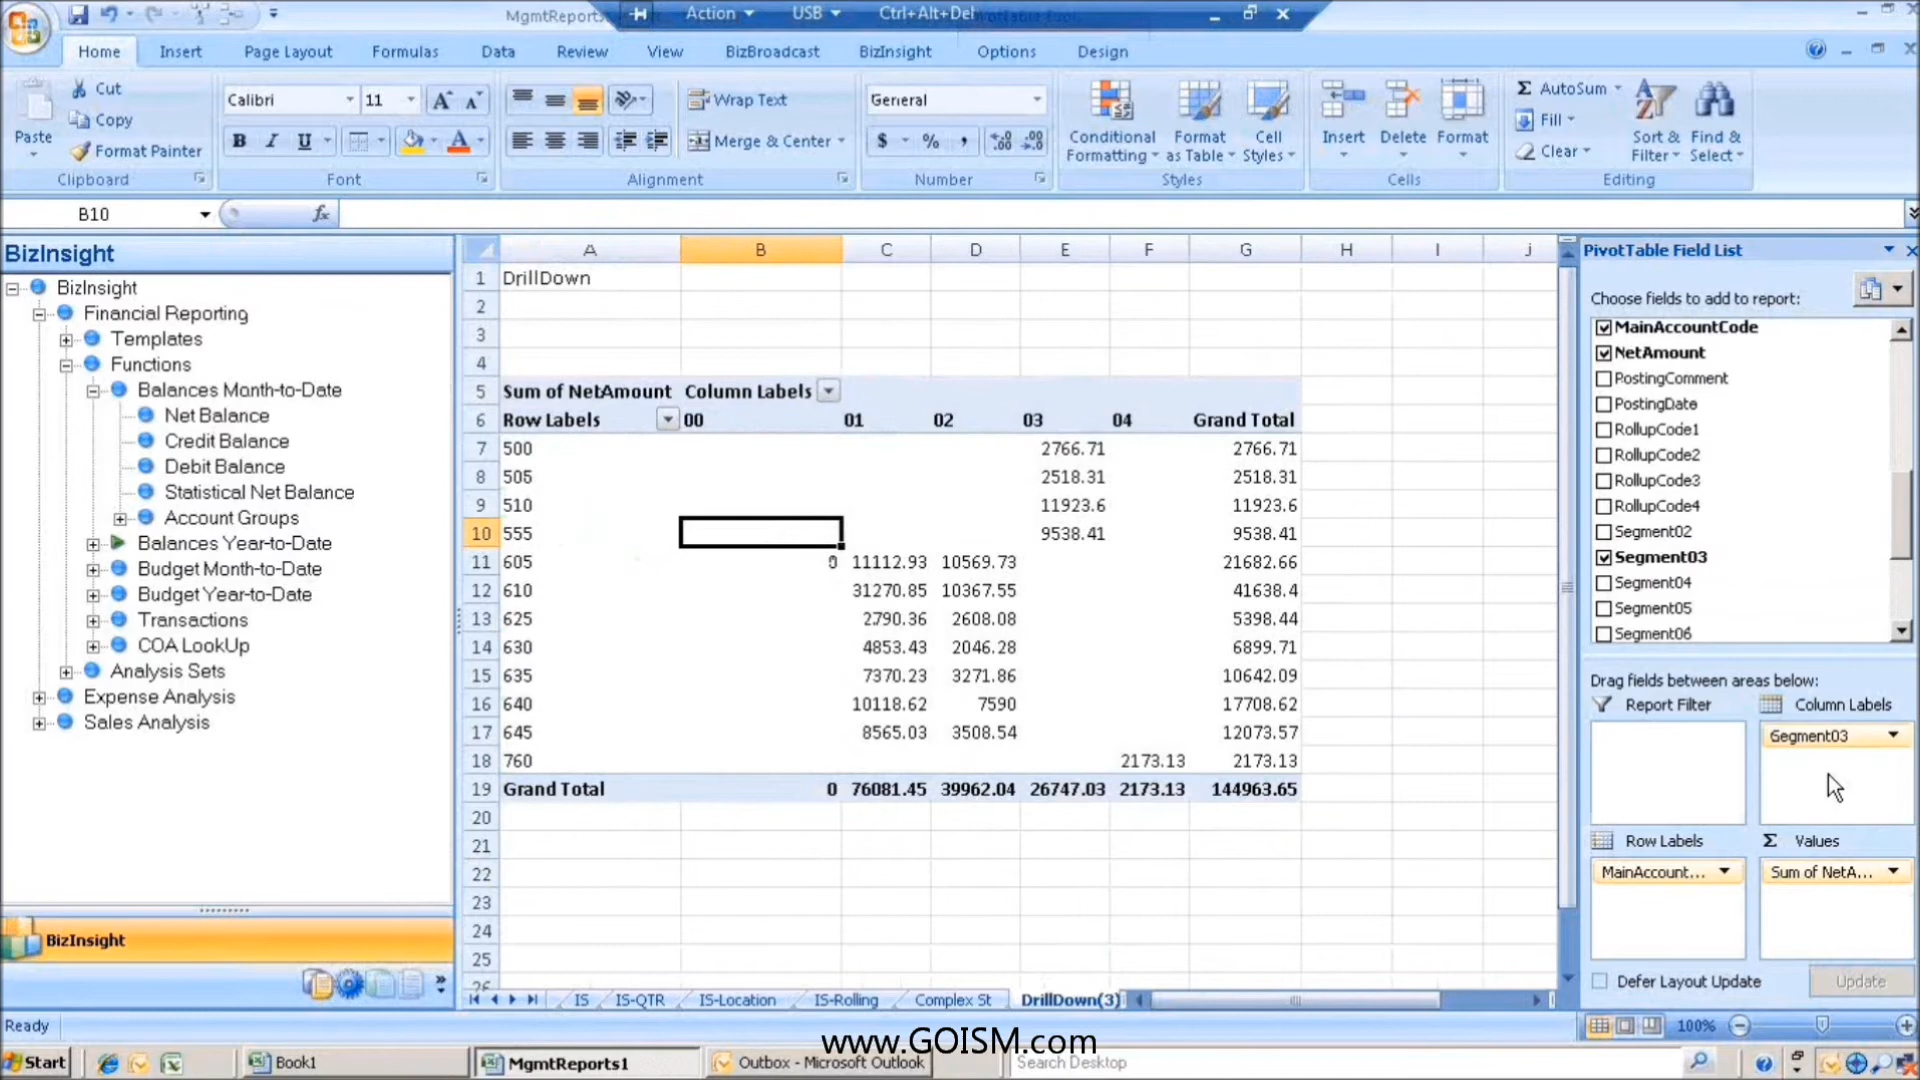 MgmtReports
Action
USB
Ctrl+Alt+Del
Home
Insert
Page Layout
Formulas
Data
Review
View
BizBroadcast
BizInsight
Options
Design
Cut
Copy
Format Painter
Paste
Clipboard
Calibri
11
B I U
Font
Wrap Text
Merge & Center
Alignment
General
$ % ,
Number
Conditional Formatting
Format as Table
Cell Styles
Styles
Insert
Delete
Format
Cells
Σ AutoSum
Fill
Clear
Sort & Filter
Find & Select
Editing
B10
fx
BizInsight
BizInsight
Financial Reporting
Templates
Functions
Balances Month-to-Date
Net Balance
Credit Balance
Debit Balance
Statistical Net Balance
Account Groups
Balances Year-to-Date
Budget Month-to-Date
Budget Year-to-Date
Transactions
COA LookUp
Analysis Sets
Expense Analysis
Sales Analysis
BizInsight
A B C D E F G H I J
1 DrillDown
2
3
4
5 Sum of NetAmount Column Labels
6 Row Labels 00 01 02 03 04 Grand Total
7 500 2766.71 2766.71
8 505 2518.31 2518.31
9 510 11923.6 11923.6
10 555 9538.41 9538.41
11 605 0 11112.93 10569.73 21682.66
12 610 31270.85 10367.55 41638.4
13 625 2790.36 2608.08 5398.44
14 630 4853.43 2046.28 6899.71
15 635 7370.23 3271.86 10642.09
16 640 10118.62 7590 17708.62
17 645 8565.03 3508.54 12073.57
18 760 2173.13 2173.13
19 Grand Total 0 76081.45 39962.04 26747.03 2173.13 144963.65
20
21
22
23
24
25
26
IS
IS-QTR
IS-Location
IS-Rolling
Complex St
DrillDown(3)
PivotTable Field List
Choose fields to add to report:
MainAccountCode
NetAmount
PostingComment
PostingDate
RollupCode1
RollupCode2
RollupCode3
RollupCode4
Segment02
Segment03
Segment04
Segment05
Segment06
Drag fields between areas below:
Report Filter
Column Labels
Segment03
Row Labels
Σ Values
MainAccount...
Sum of NetA...
Defer Layout Update
Update
Ready
100%
www.GOISM.com
Start
Book1
MgmtReports1
Outbox - Microsoft Outlook
Search Desktop